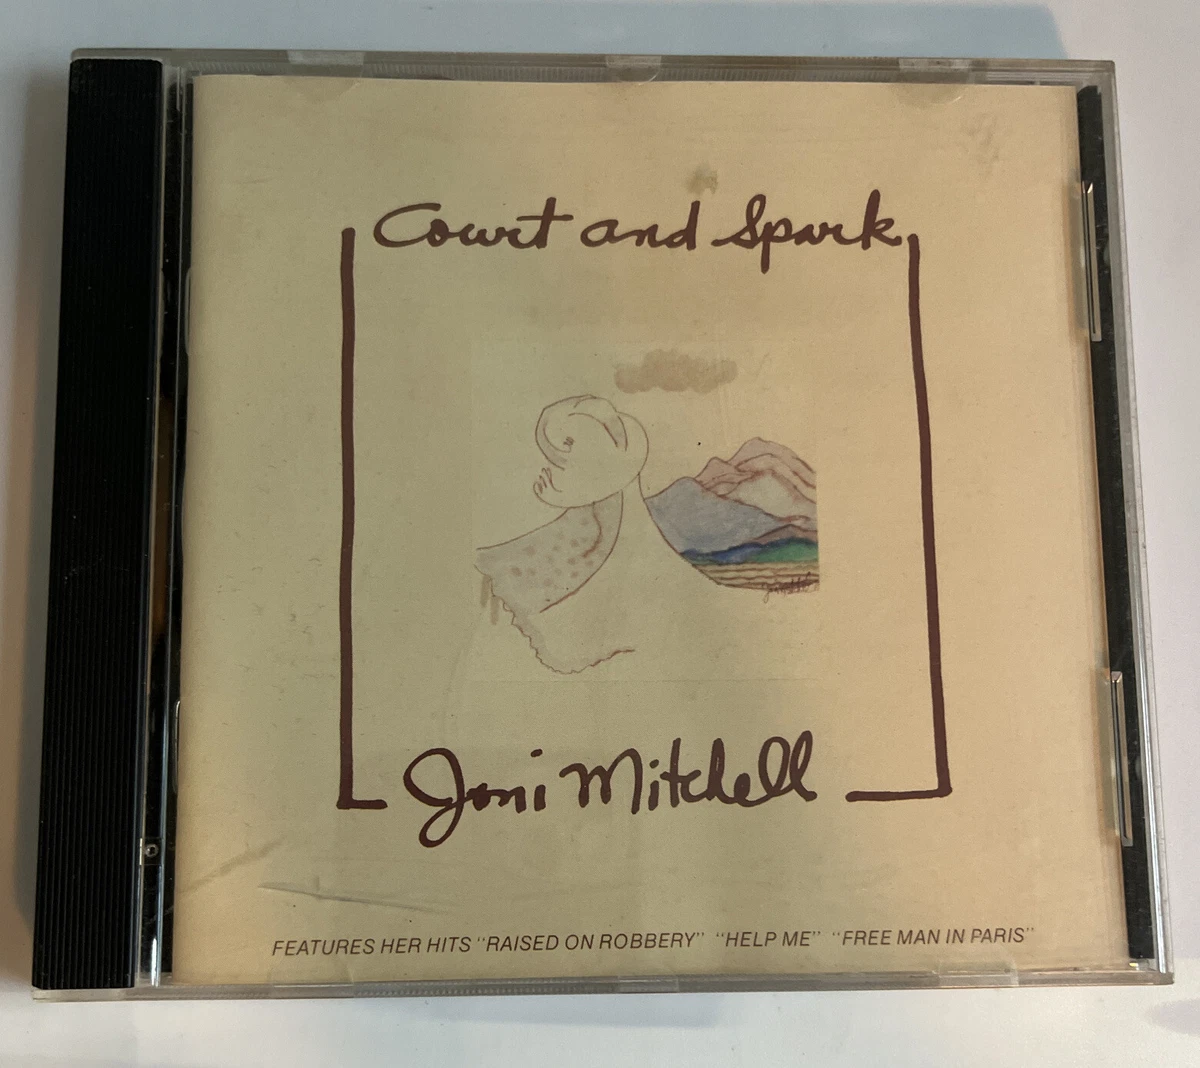 Court and Spark
Joni Mitchell
FEATURES HER HITS "RAISED ON ROBBERY" "HELP ME" "FREE MAN IN PARIS"